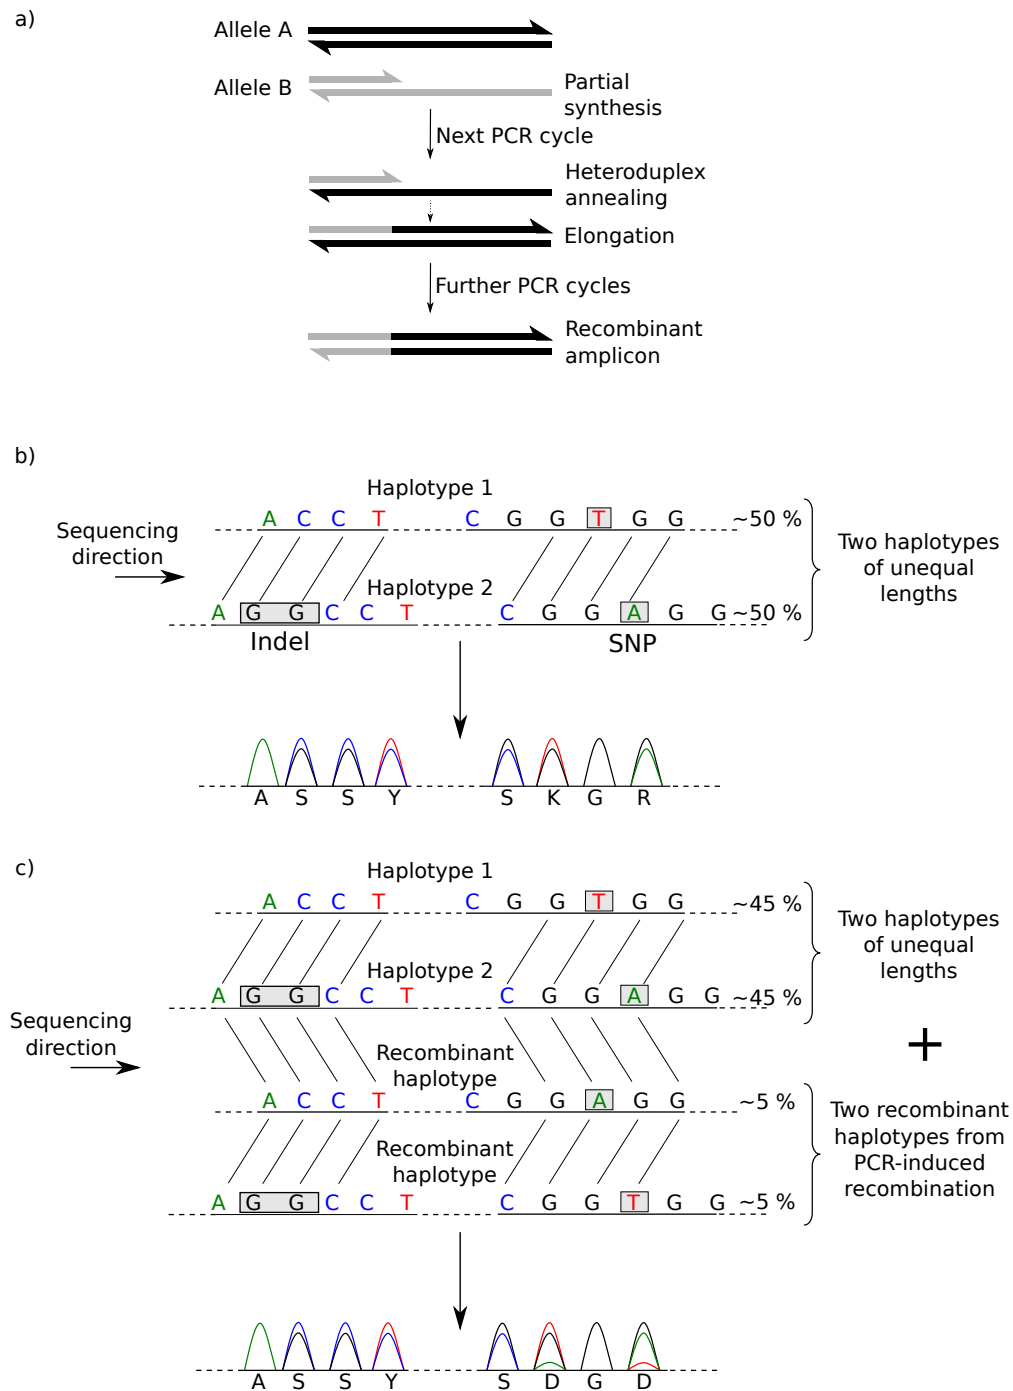 a)
Allele A
Allele B
Partial
synthesis
Next PCR cycle
Heteroduplex
annealing
Elongation
Further PCR cycles
Recombinant
amplicon
b)
Haplotype 1
A C C T C G G T G G ~50 %
Sequencing
direction
Two haplotypes
of unequal
lengths
Haplotype 2
A G G C C T C G G A G G ~50 %
Indel SNP
A S S Y S K G R
c)
Haplotype 1
A C C T C G G T G G ~45 %
Two haplotypes
of unequal
lengths
Haplotype 2
A G G C C T C G G A G G ~45 %
Sequencing
direction
+
Recombinant
haplotype
A C C T C G G A G G ~5 %
Two recombinant
haplotypes from
PCR-induced
recombination
Recombinant
haplotype
A G G C C T C G G T G G ~5 %
A S S Y S D G D